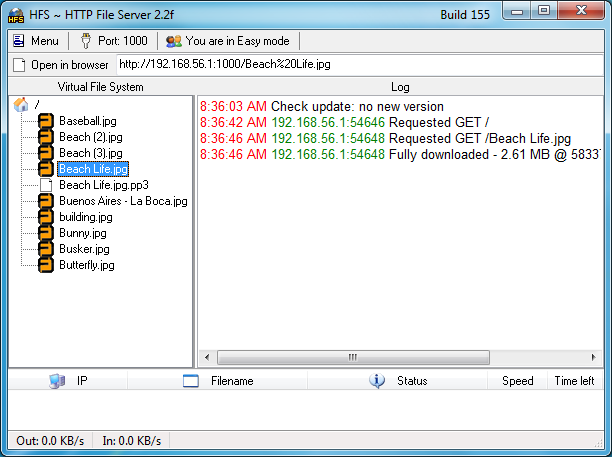 HFS ~ HTTP File Server 2.2f Build 155
Menu Port: 1000 You are in Easy mode
Open in browser http://192.168.56.1:1000/Beach%20Life.jpg
Virtual File System
/
Baseball.jpg
Beach (2).jpg
Beach (3).jpg
Beach Life.jpg
Beach Life.jpg.pp3
Buenos Aires - La Boca.jpg
building.jpg
Bunny.jpg
Busker.jpg
Butterfly.jpg
Log
8:36:03 AM Check update: no new version
8:36:42 AM 192.168.56.1:54646 Requested GET /
8:36:46 AM 192.168.56.1:54648 Requested GET /Beach Life.jpg
8:36:46 AM 192.168.56.1:54648 Fully downloaded - 2.61 MB @ 5833
IP Filename Status Speed Time left
Out: 0.0 KB/s In: 0.0 KB/s